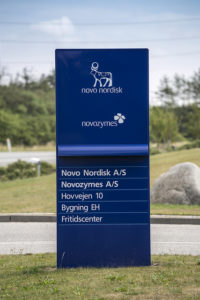 novo nordisk
novozymes
Novo Nordisk A/S
Novozymes A/S
Hovvejen 10
Bygning EH
Fritidscenter